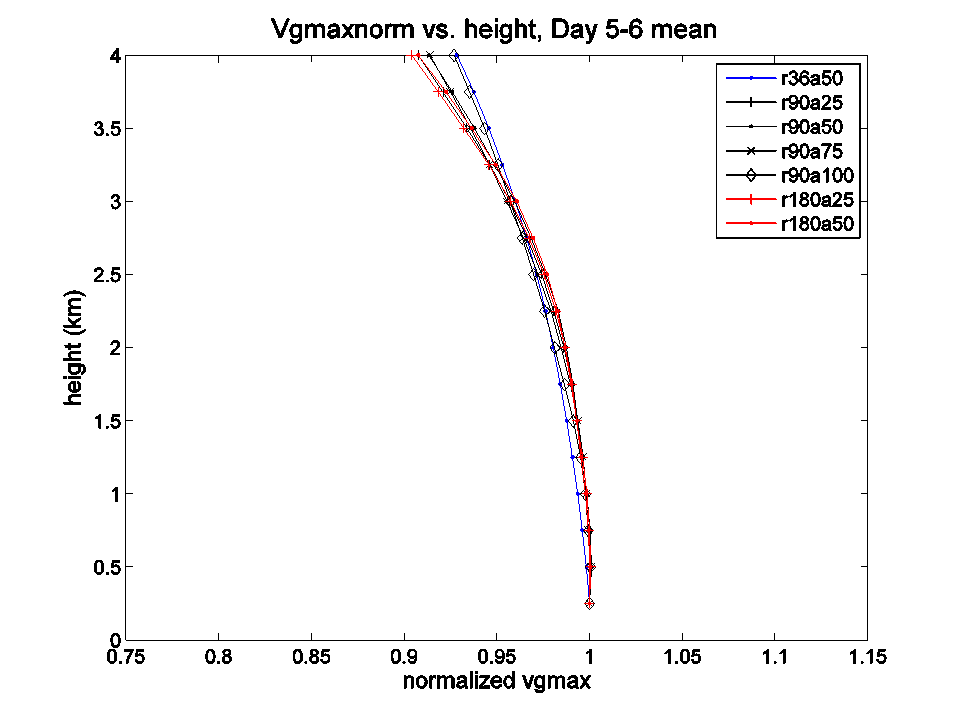 Vgmaxnorm vs. height, Day 5-6 mean
r36a50
r90a25
r90a50
r90a75
r90a100
r180a25
r180a50
4
3.5
3
2.5
2
1.5
1
0.5
0
height (km)
0.75 0.8 0.85 0.9 0.95 1 1.05 1.1 1.15
normalized vgmax